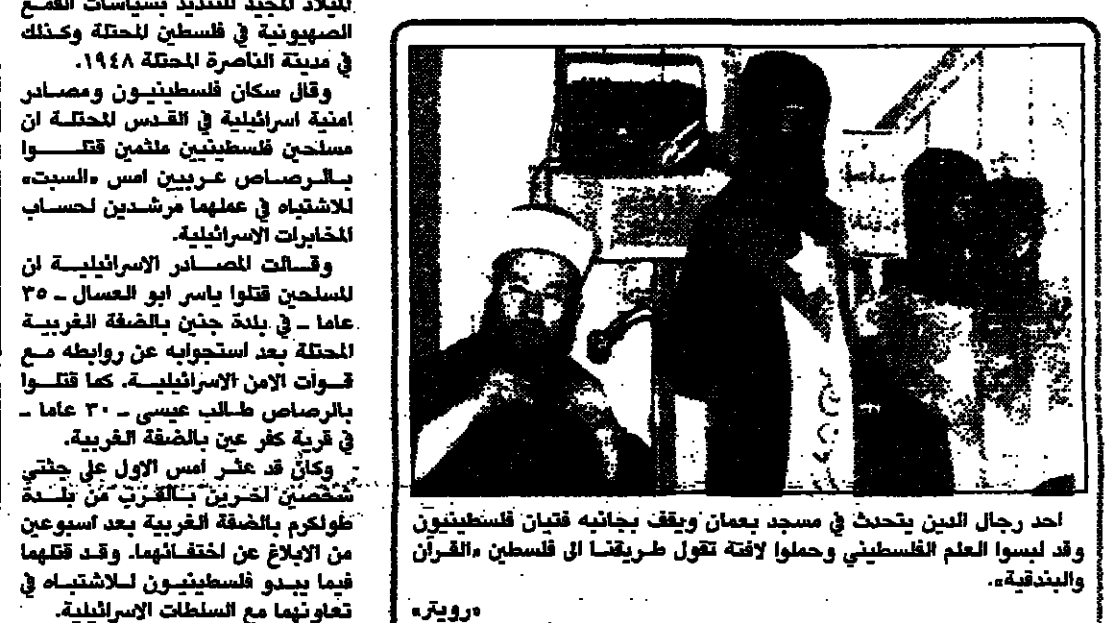 الميلاد المجيد للتنديد بسياسات القمع
الصهيونية في فلسطين المحتلة وكذلك
في مدينة الناصرة المحتلة ١٩٤٨.
وقال سكان فلسطينيون ومصادر
امنية اسرائيلية في القدس المحتلة ان
مسلحين فلسطينيين ملثمين قتلوا
بالرصاص عربيين امس «السبت»
للاشتباه في عملهما مرشدين لحساب
المخابرات الاسرائيلية.
وقالت المصادر الاسرائيلية ان
المسلحين قتلوا ياسر ابو العسال ـ ٣٥
عاما ـ في بلدة جنين بالضفة الغربية
المحتلة بعد استجوابه عن روابطه مع
قوات الامن الاسرائيلية. كما قتلوا
بالرصاص طالب عيسى ـ ٣٠ عاما ـ
في قرية كفر عين بالضفة الغربية.
وكان قد عثر امس الاول على جثتي
شخصين اخرين بالقرب من بلدة
طولكرم بالضفة الغربية بعد اسبوعين
من الابلاغ عن اختفائهما. وقد قتلهما
فيما يبدو فلسطينيون للاشتباه في
تعاونهما مع السلطات الاسرائيلية.
احد رجال الدين يتحدث في مسجد بعمان ويقف بجانبه فتيان فلسطينيون
وقد لبسوا العلم الفلسطيني وحملوا لافتة تقول طريقنا الى فلسطين «القرآن
والبندقية».
«رويتر»